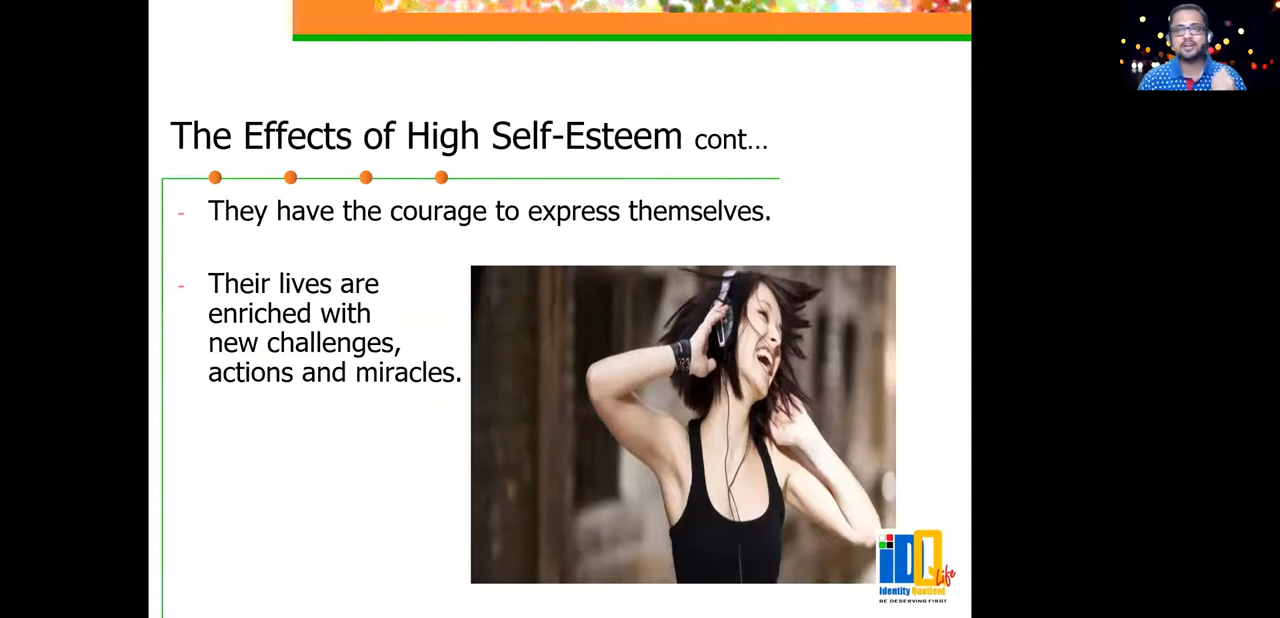 The Effects of High Self-Esteem cont...
- They have the courage to express themselves.
- Their lives are
enriched with
new challenges,
actions and miracles.
iDQ
Life
Identity Quotient
BE DESERVING FIRST